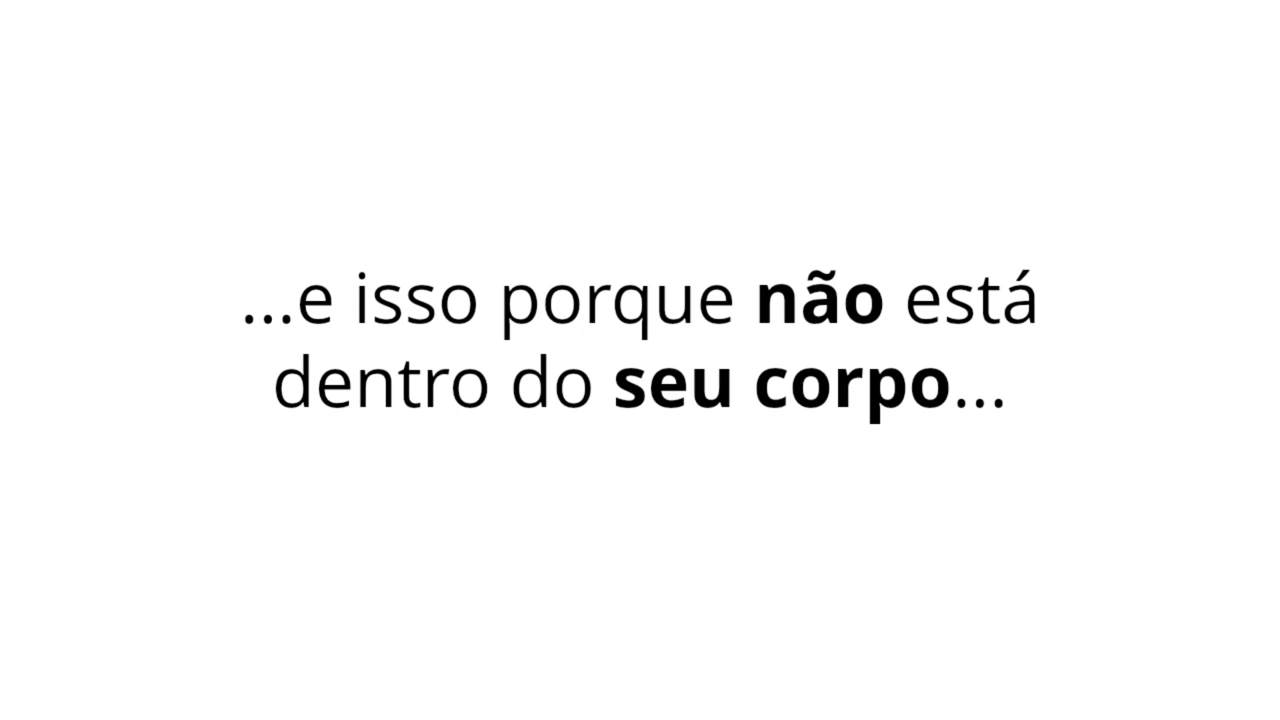 ...e isso porque não está
dentro do seu corpo...